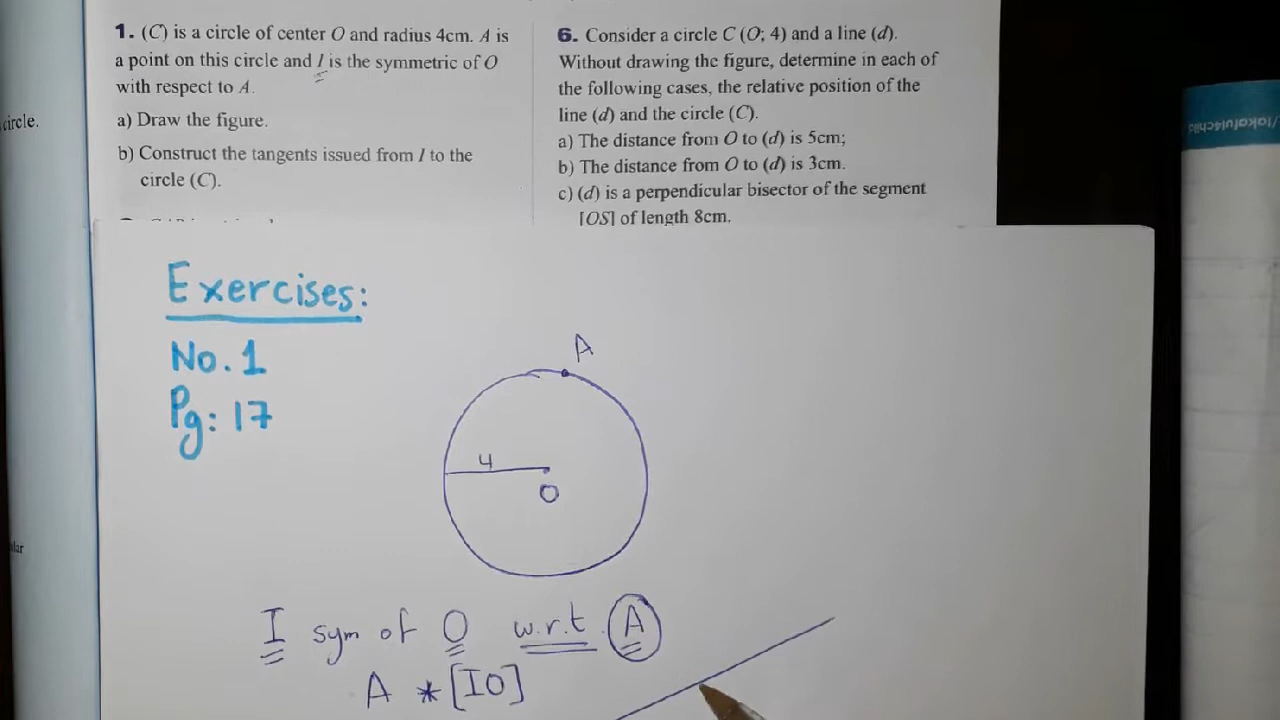 1. (C) is a circle of center O and radius 4cm. A is
a point on this circle and I is the symmetric of O
with respect to A.
a) Draw the figure.
b) Construct the tangents issued from I to the
circle (C).
6. Consider a circle C (O; 4) and a line (d).
Without drawing the figure, determine in each of
the following cases, the relative position of the
line (d) and the circle (C).
a) The distance from O to (d) is 5cm;
b) The distance from O to (d) is 3cm.
c) (d) is a perpendicular bisector of the segment
[OS] of length 8cm.
circle.
Exercises:
No. 1
Pg: 17
A
4
O
I sym of O w.r.t A
A * [IO]